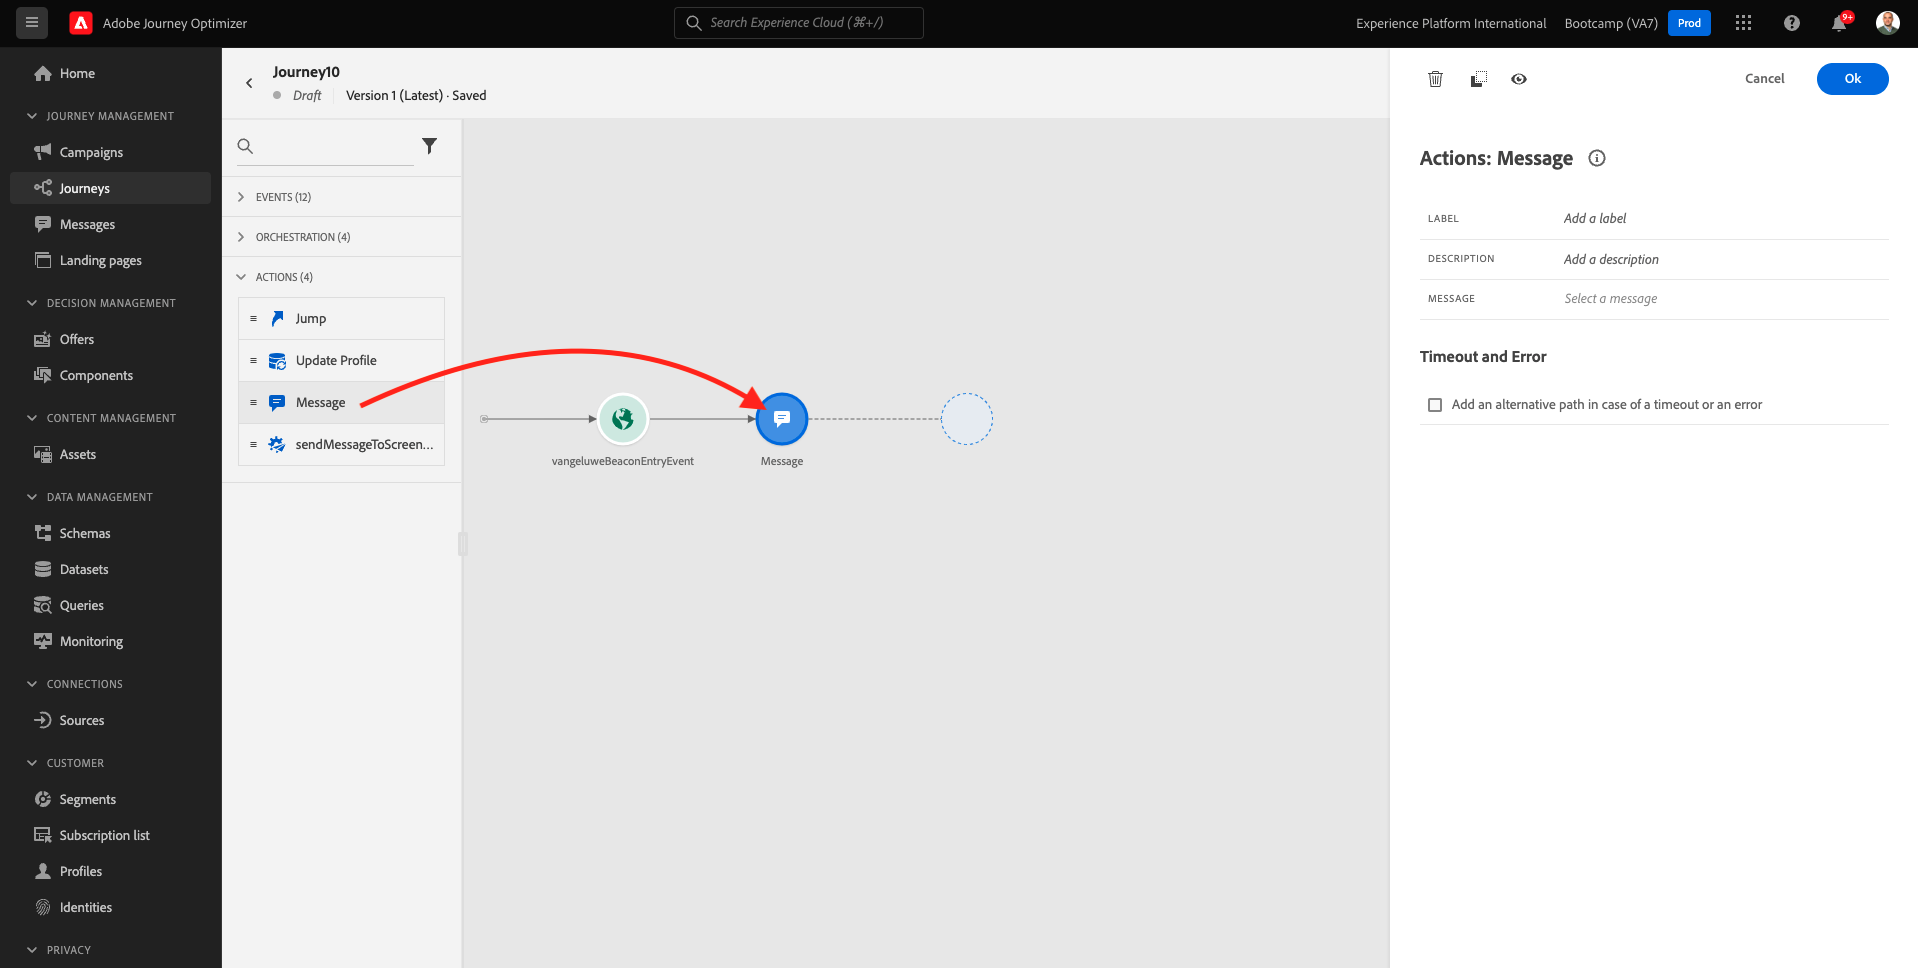 Adobe Journey Optimizer
Search Experience Cloud (⌘+/)
Experience Platform International
Bootcamp (VA7)
Prod
9+
Home
JOURNEY MANAGEMENT
Campaigns
Journeys
Messages
Landing pages
DECISION MANAGEMENT
Offers
Components
CONTENT MANAGEMENT
Assets
DATA MANAGEMENT
Schemas
Datasets
Queries
Monitoring
CONNECTIONS
Sources
CUSTOMER
Segments
Subscription list
Profiles
Identities
PRIVACY
Journey10
Draft
Version 1 (Latest) · Saved
EVENTS (12)
ORCHESTRATION (4)
ACTIONS (4)
Jump
Update Profile
Message
sendMessageToScreen...
vangeluweBeaconEntryEvent
Message
Cancel
Ok
Actions: Message
LABEL
Add a label
DESCRIPTION
Add a description
MESSAGE
Select a message
Timeout and Error
Add an alternative path in case of a timeout or an error